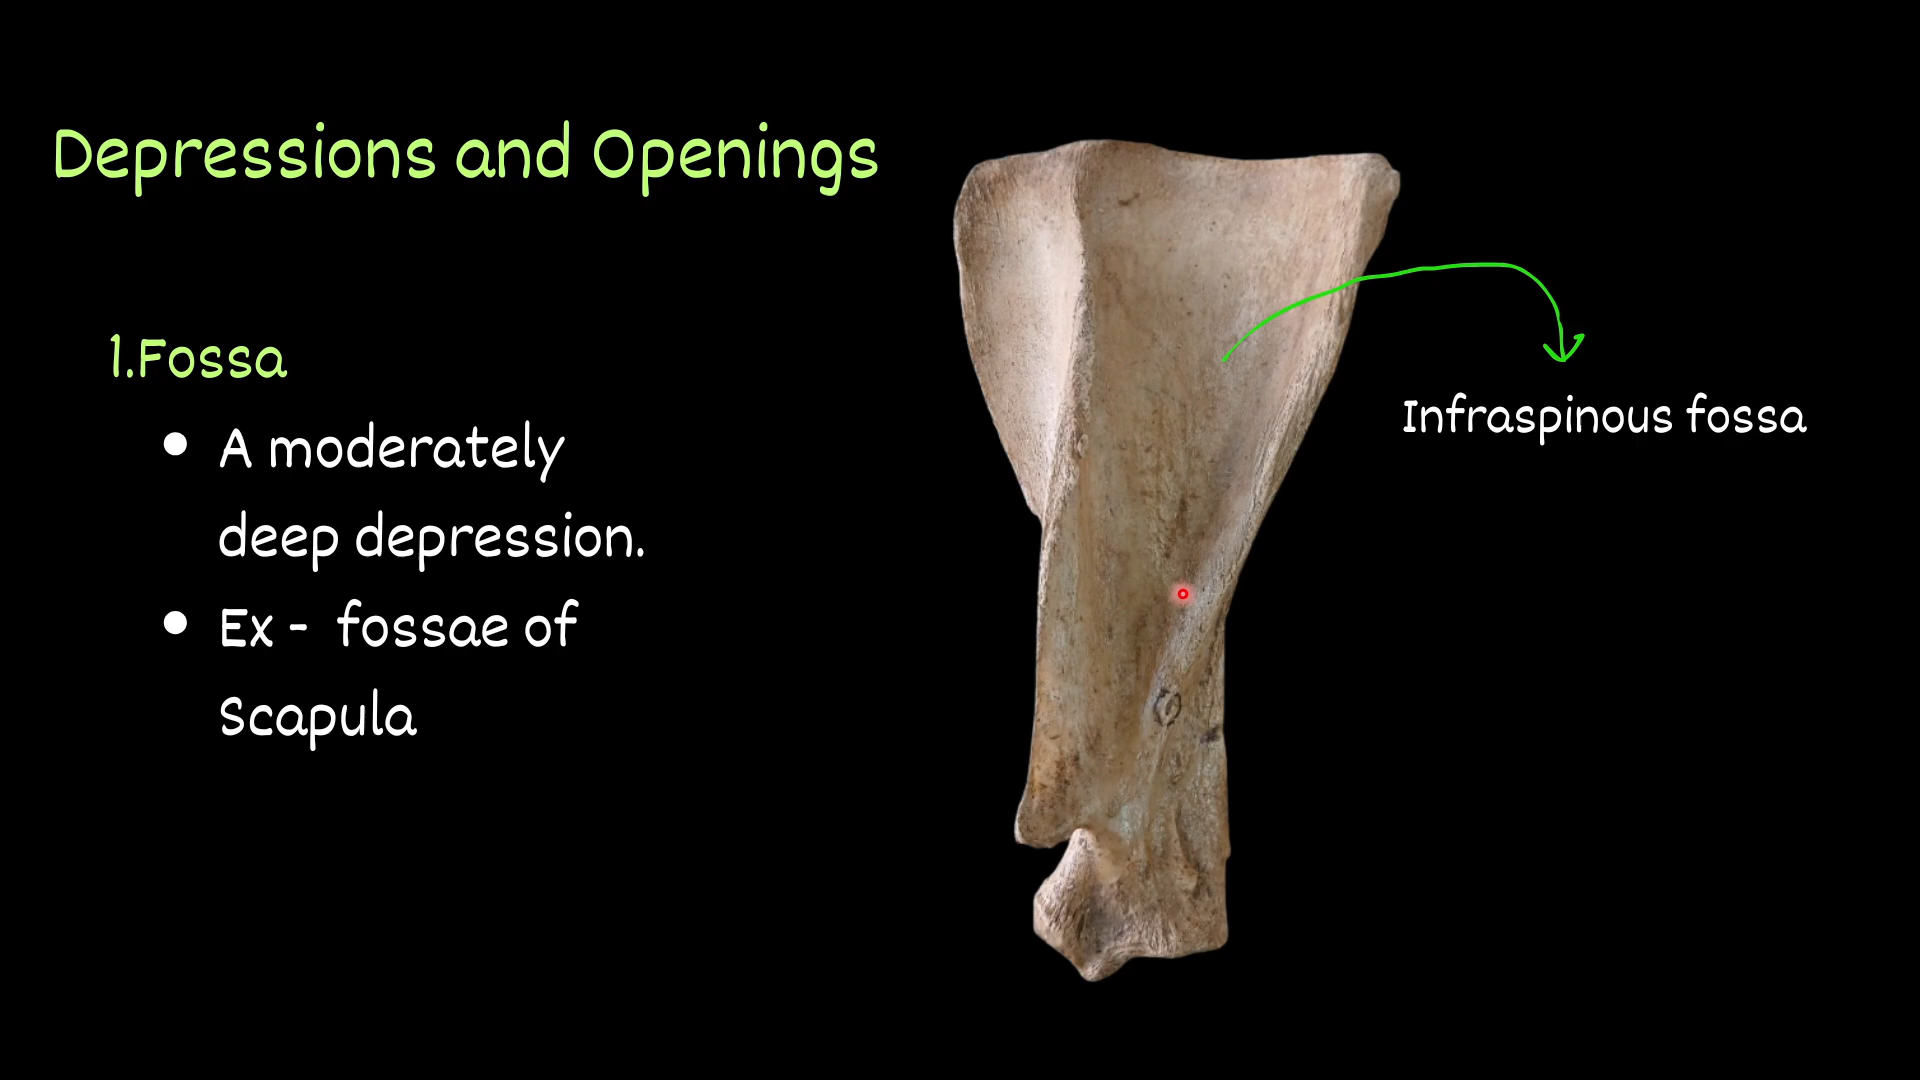 Depressions and Openings
1.Fossa
• A moderately
deep depression.
• Ex - fossae of
Scapula
Infraspinous fossa